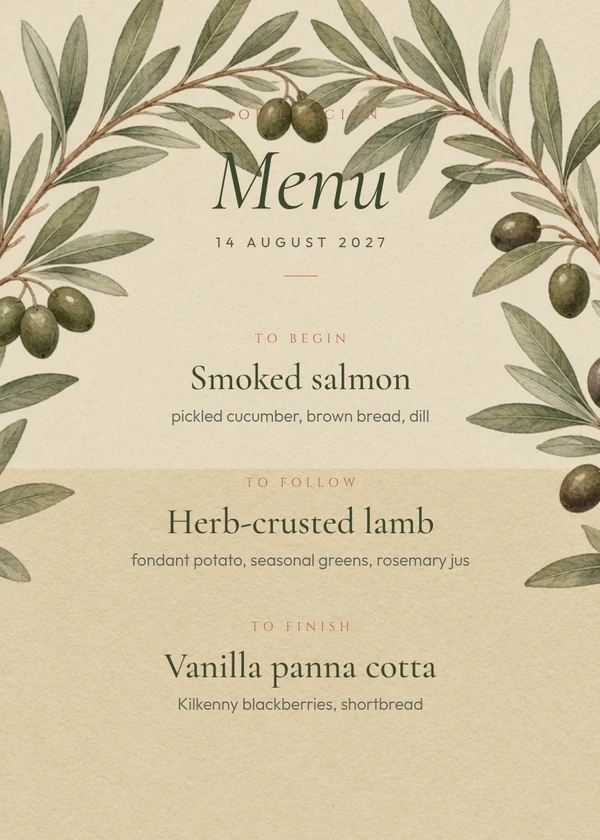 Menu
14 AUGUST 2027
TO BEGIN
Smoked salmon
pickled cucumber, brown bread, dill
TO FOLLOW
Herb-crusted lamb
fondant potato, seasonal greens, rosemary jus
TO FINISH
Vanilla panna cotta
Kilkenny blackberries, shortbread